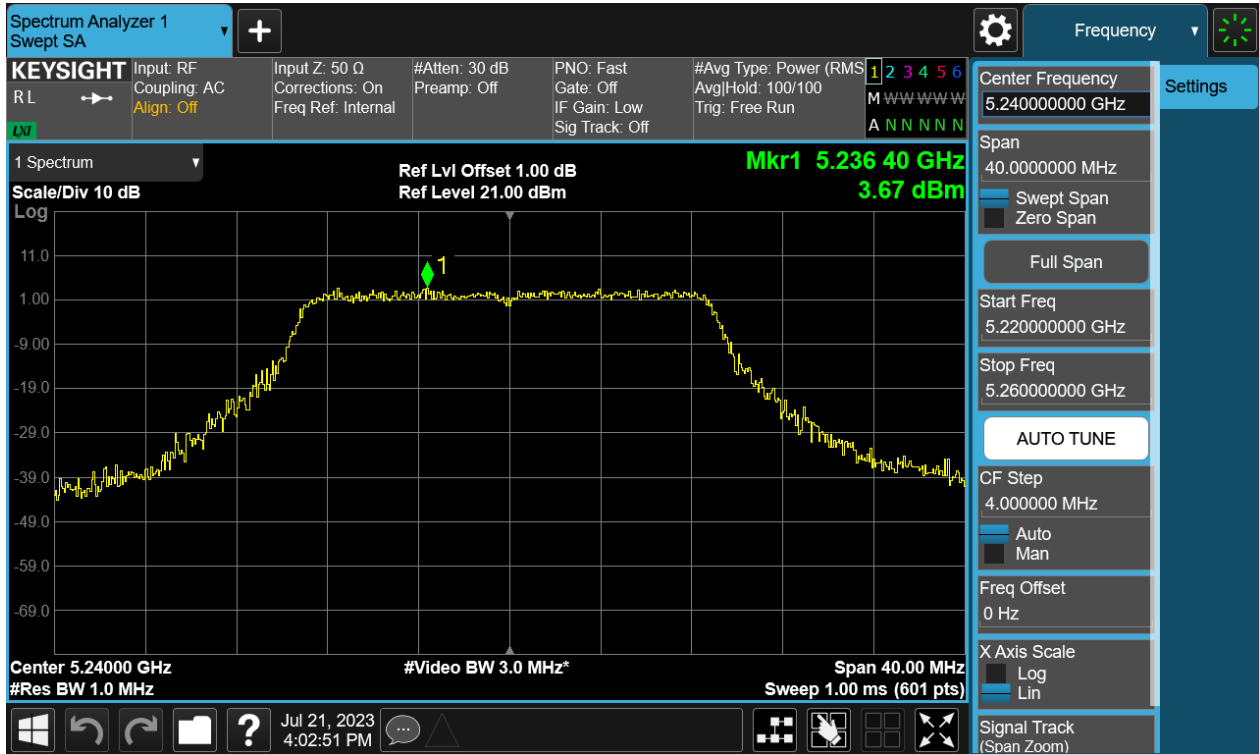 Spectrum Analyzer 1
Swept SA
+
Frequency
KEYSIGHT
R L
LXI
Input: RF
Coupling: AC
Align: Off
Input Z: 50 Ω
Corrections: On
Freq Ref: Internal
#Atten: 30 dB
Preamp: Off
PNO: Fast
Gate: Off
IF Gain: Low
Sig Track: Off
#Avg Type: Power (RMS
Avg|Hold: 100/100
Trig: Free Run
1 2 3 4 5 6
M W W W W W
A N N N N N
1 Spectrum
Scale/Div 10 dB
Log
Ref Lvl Offset 1.00 dB
Ref Level 21.00 dBm
Mkr1 5.236 40 GHz
3.67 dBm
1
11.0
1.00
-9.00
-19.0
-29.0
-39.0
-49.0
-59.0
-69.0
Center 5.24000 GHz
#Res BW 1.0 MHz
#Video BW 3.0 MHz*
Span 40.00 MHz
Sweep 1.00 ms (601 pts)
Center Frequency
5.240000000 GHz
Span
40.0000000 MHz
Swept Span
Zero Span
Full Span
Start Freq
5.220000000 GHz
Stop Freq
5.260000000 GHz
AUTO TUNE
CF Step
4.000000 MHz
Auto
Man
Freq Offset
0 Hz
X Axis Scale
Log
Lin
Signal Track
(Span Zoom)
Settings
?
Jul 21, 2023
4:02:51 PM